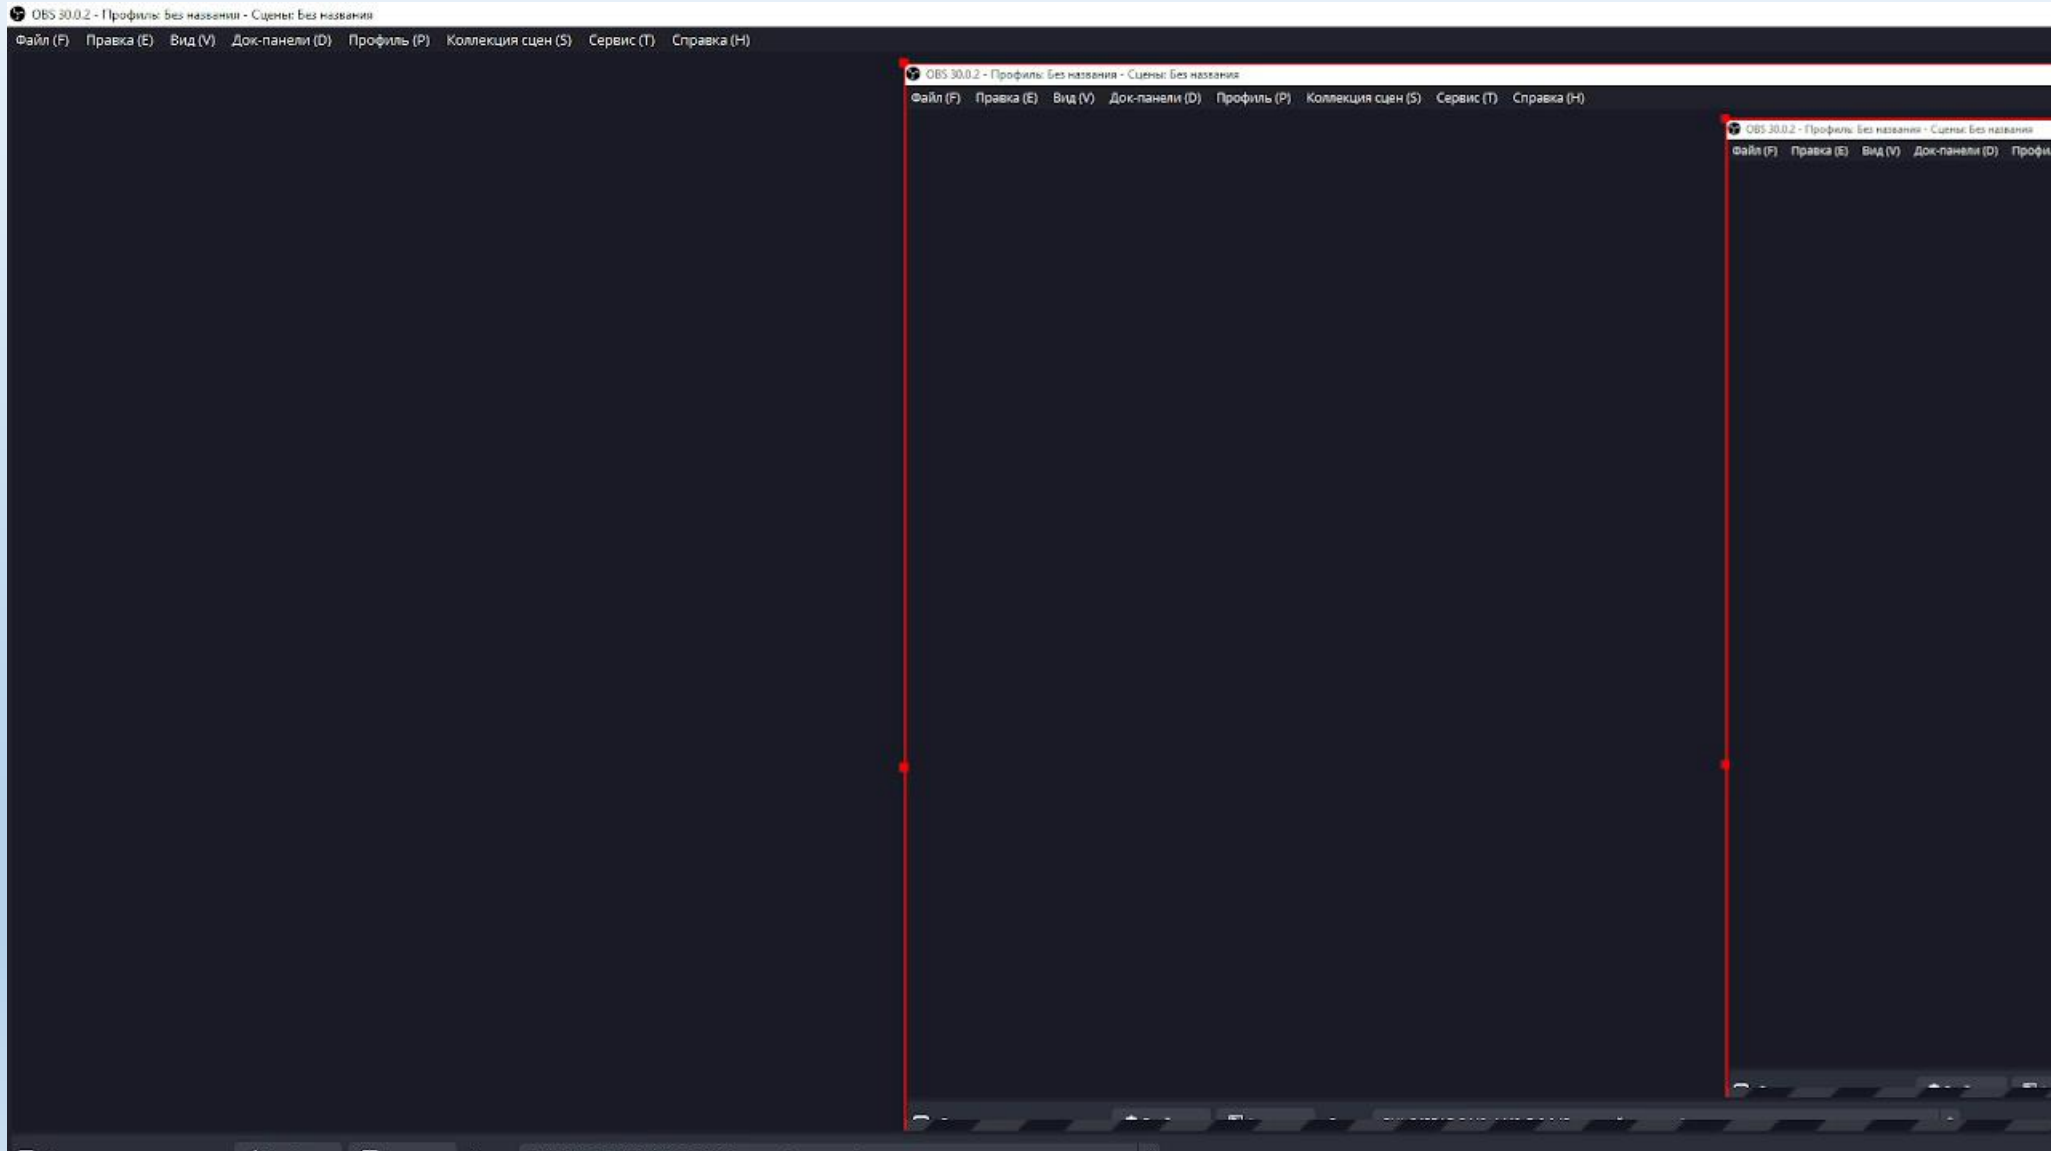 OBS 30.0.2 - Профиль: Без названия - Сцены: Без названия
Файл (F) Правка (E) Вид (V) Док-панели (D) Профиль (P) Коллекция сцен (S) Сервис (T) Справка (H)
OBS 30.0.2 - Профиль: Без названия - Сцены: Без названия
Файл (F) Правка (E) Вид (V) Док-панели (D) Профиль (P) Коллекция сцен (S) Сервис (T) Справка (H)
OBS 30.0.2 - Профиль: Без названия - Сцены: Без названия
Файл (F) Правка (E) Вид (V) Док-панели (D) Профи